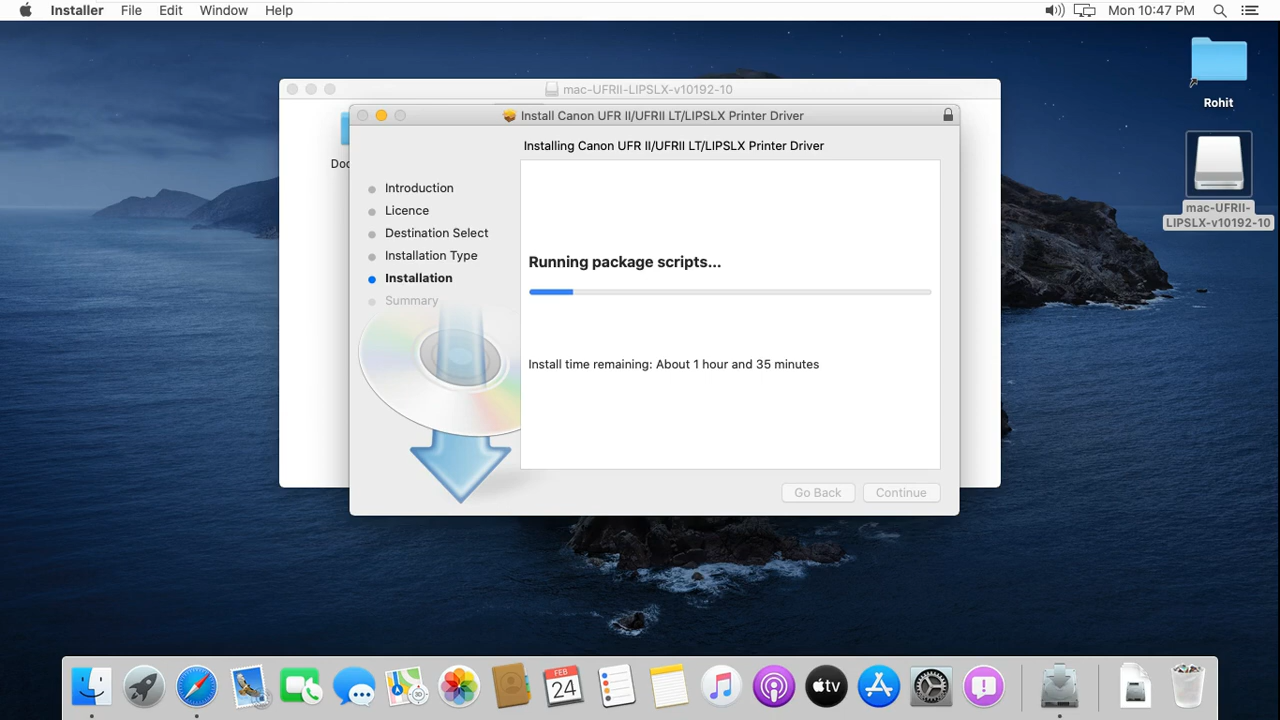 Installer File Edit Window Help Mon 10:47 PM
Rohit
mac-UFRII-LIPSLX-v10192-10
Install Canon UFR II/UFRII LT/LIPSLX Printer Driver
Installing Canon UFR II/UFRII LT/LIPSLX Printer Driver
Doc
Introduction
Licence
Destination Select
Installation Type
Installation
Summary
Running package scripts...
Install time remaining: About 1 hour and 35 minutes
Go Back Continue
mac-UFRII-
LIPSLX-v10192-10
FEB
24
3D
tv